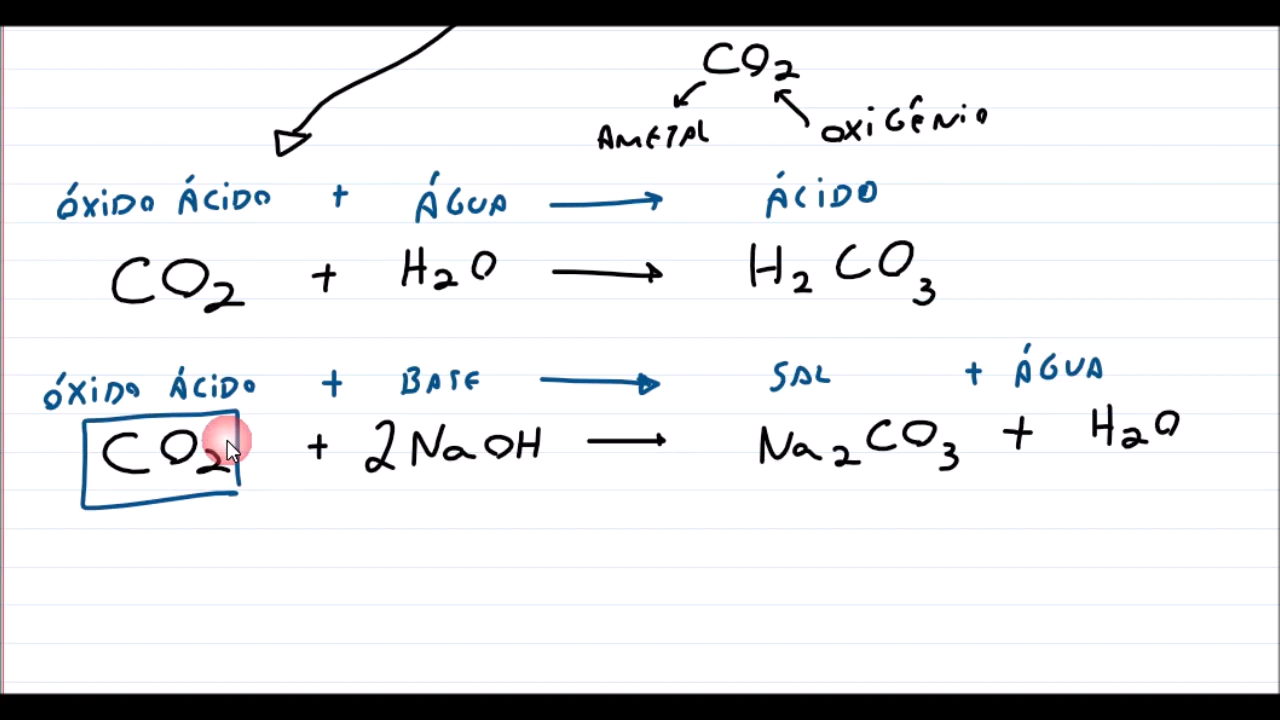 CO2
AMETAL OXIGÊNIO
ÓXIDO ÁCIDO + ÁGUA → ÁCIDO
CO2 + H2O → H2CO3
ÓXIDO ÁCIDO + BASE → SAL + ÁGUA
CO2 + 2NaOH → Na2CO3 + H2O